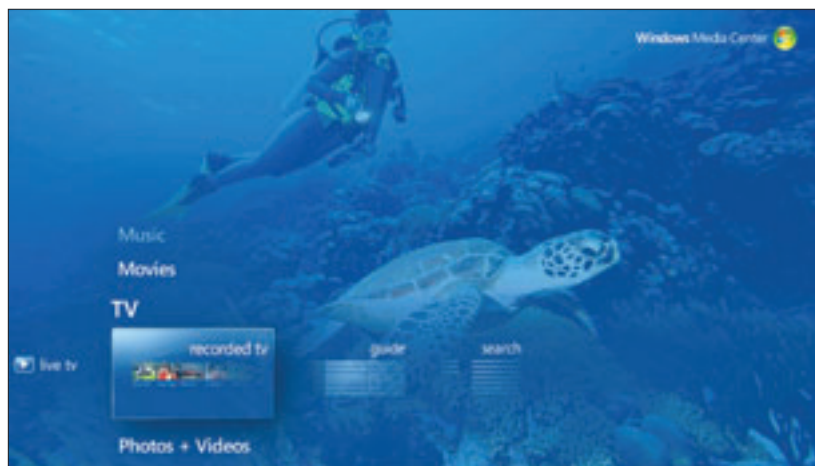 Windows Media Center
Music
Movies
TV
live tv
recorded tv
guide
search
Photos + Videos